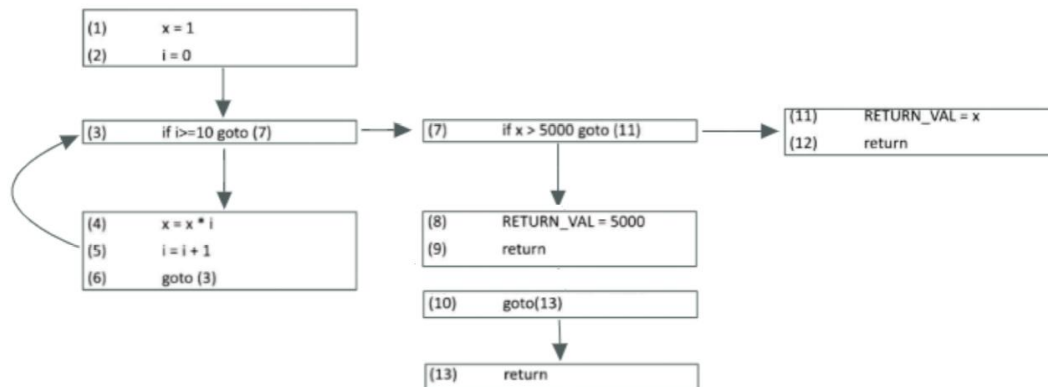 (1) x = 1
(2) i = 0
(3) if i>=10 goto (7)
(4) x = x * i
(5) i = i + 1
(6) goto (3)
(7) if x > 5000 goto (11)
(8) RETURN_VAL = 5000
(9) return
(10) goto(13)
(13) return
(11) RETURN_VAL = x
(12) return